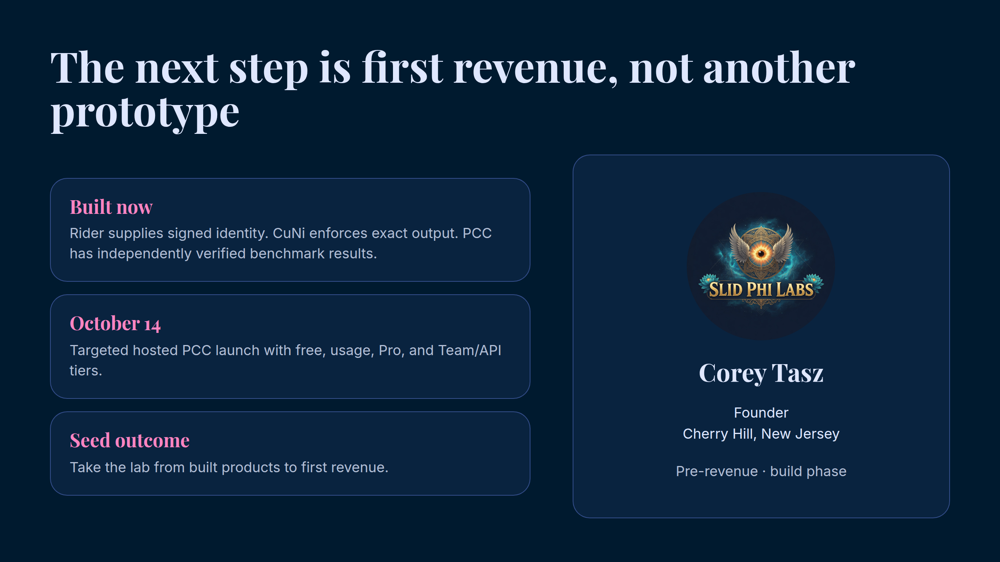 The next step is first revenue, not another
prototype
Built now
Rider supplies signed identity. CuNi enforces exact output. PCC
has independently verified benchmark results.
October 14
Targeted hosted PCC launch with free, usage, Pro, and Team/API
tiers.
Seed outcome
Take the lab from built products to first revenue.
SLID PHI LABS
Corey Tasz
Founder
Cherry Hill, New Jersey
Pre-revenue · build phase